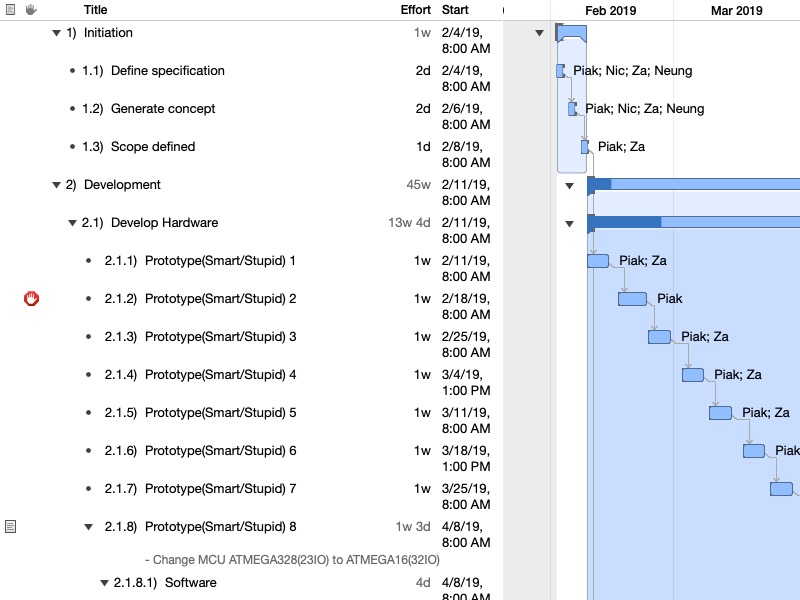 Title Effort Start Feb 2019 Mar 2019
1) Initiation 1w 2/4/19,
8:00 AM
1.1) Define specification 2d 2/4/19, Piak; Nic; Za; Neung
8:00 AM
1.2) Generate concept 2d 2/6/19, Piak; Nic; Za; Neung
8:00 AM
1.3) Scope defined 1d 2/8/19, Piak; Za
8:00 AM
2) Development 45w 2/11/19,
8:00 AM
2.1) Develop Hardware 13w 4d 2/11/19,
8:00 AM
2.1.1) Prototype(Smart/Stupid) 1 1w 2/11/19, Piak; Za
8:00 AM
2.1.2) Prototype(Smart/Stupid) 2 1w 2/18/19, Piak
8:00 AM
2.1.3) Prototype(Smart/Stupid) 3 1w 2/25/19, Piak; Za
8:00 AM
2.1.4) Prototype(Smart/Stupid) 4 1w 3/4/19, Piak; Za
1:00 PM
2.1.5) Prototype(Smart/Stupid) 5 1w 3/11/19, Piak; Za
8:00 AM
2.1.6) Prototype(Smart/Stupid) 6 1w 3/18/19, Piak
1:00 PM
2.1.7) Prototype(Smart/Stupid) 7 1w 3/25/19,
8:00 AM
2.1.8) Prototype(Smart/Stupid) 8 1w 3d 4/8/19,
8:00 AM
- Change MCU ATMEGA328(23IO) to ATMEGA16(32IO)
2.1.8.1) Software 4d 4/8/19,
8:00 AM